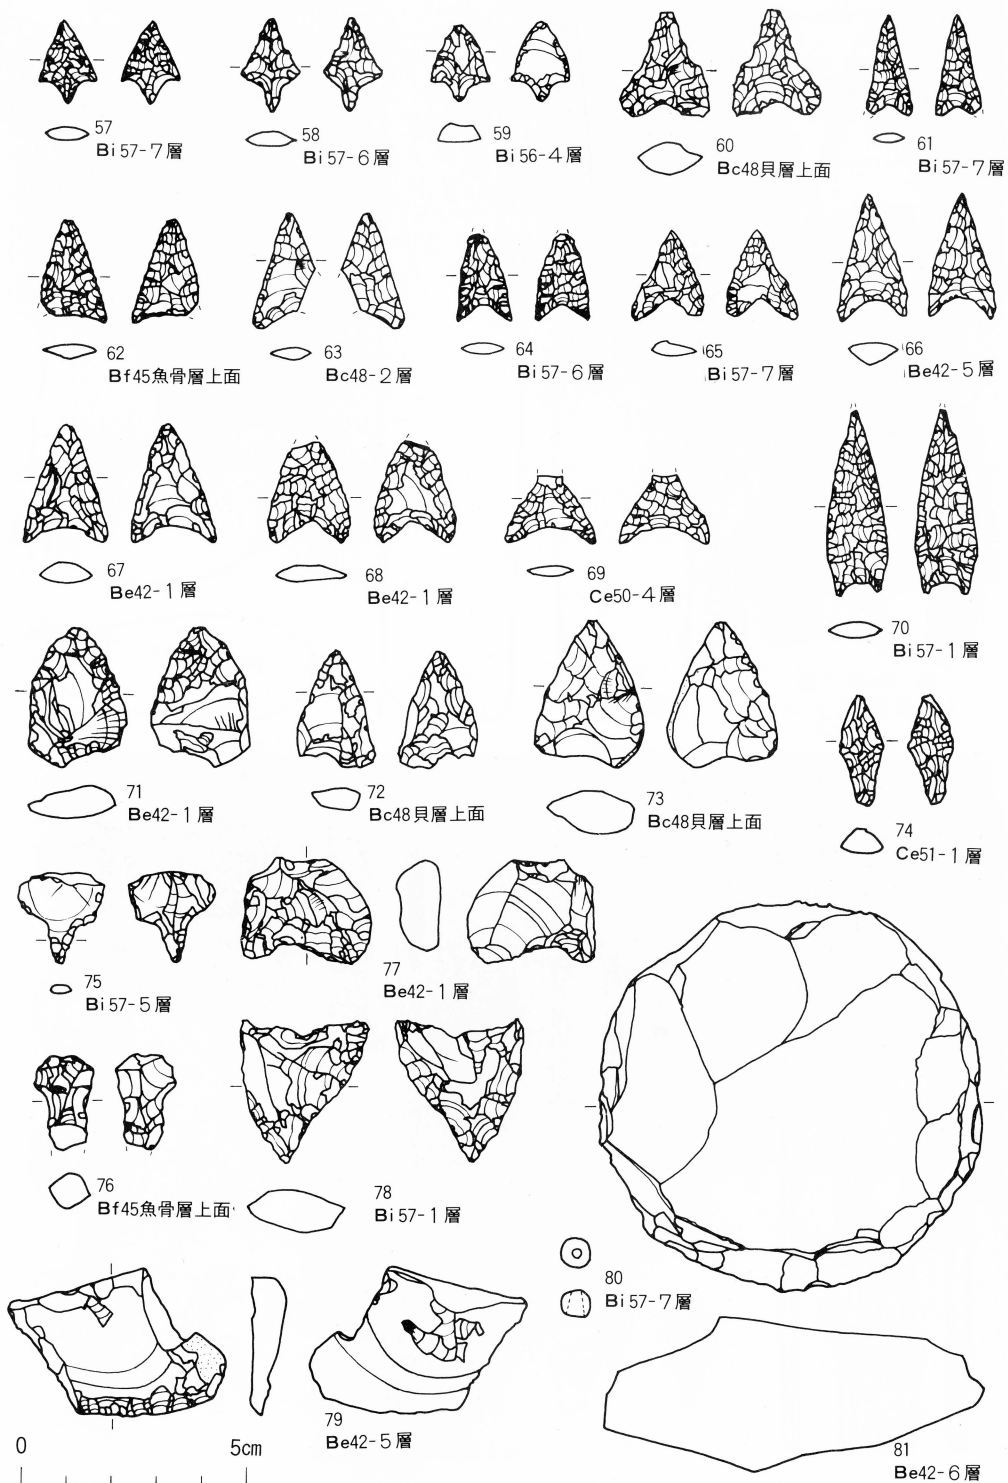 57
Bi57-7層
58
Bi57-6層
59
Bi56-4層
60
Bc48貝層上面
61
Bi57-7層
62
Bf45魚骨層上面
63
Bc48-2層
64
Bi57-6層
65
Bi57-7層
66
Be42-5層
67
Be42-1層
68
Be42-1層
69
Ce50-4層
70
Bi57-1層
71
Be42-1層
72
Bc48貝層上面
73
Bc48貝層上面
74
Ce51-1層
75
Bi57-5層
77
Be42-1層
76
Bf45魚骨層上面
78
Bi57-1層
80
Bi57-7層
79
Be42-5層
81
Be42-6層
0 5cm